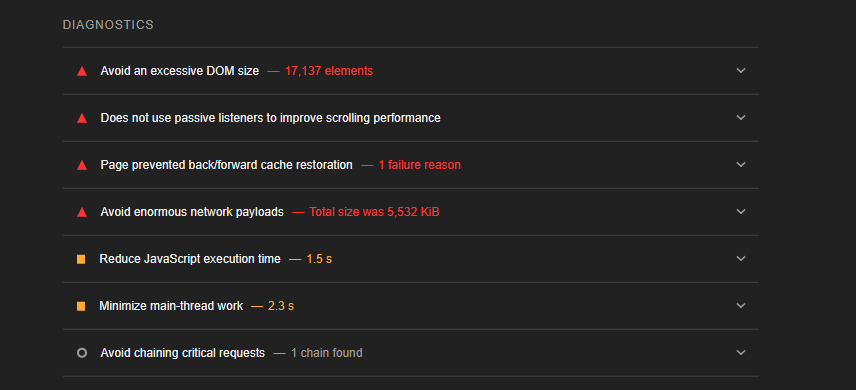 DIAGNOSTICS
Avoid an excessive DOM size — 17,137 elements
Does not use passive listeners to improve scrolling performance
Page prevented back/forward cache restoration — 1 failure reason
Avoid enormous network payloads — Total size was 5,532 KiB
Reduce JavaScript execution time — 1.5 s
Minimize main-thread work — 2.3 s
Avoid chaining critical requests — 1 chain found